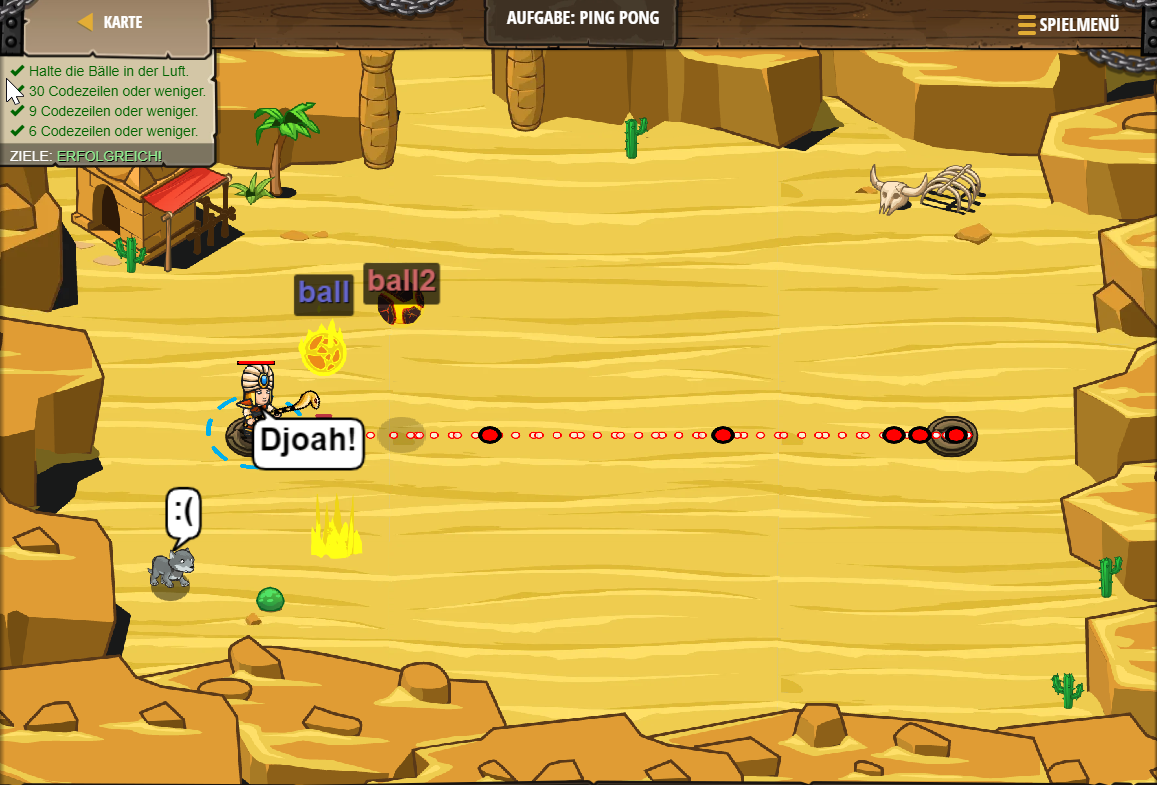 KARTE
AUFGABE: PING PONG
SPIELMENÜ
Halte die Bälle in der Luft.
30 Codezeilen oder weniger.
9 Codezeilen oder weniger.
6 Codezeilen oder weniger.
ZIELE: ERFOLGREICH!
ball
ball2
Djoah!
:(